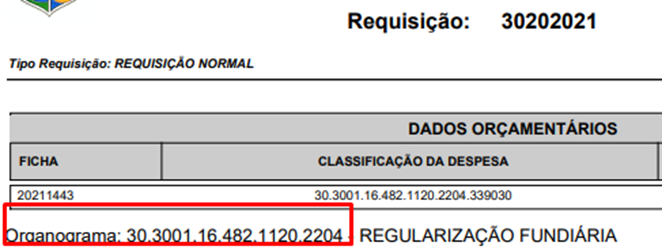 Requisição: 30202021
Tipo Requisição: REQUISIÇÃO NORMAL
DADOS ORÇAMENTÁRIOS
FICHA CLASSIFICAÇÃO DA DESPESA
20211443 30.3001.16.482.1120.2204.339030
Organograma: 30.3001.16.482.1120.2204 - REGULARIZAÇÃO FUNDIÁRIA